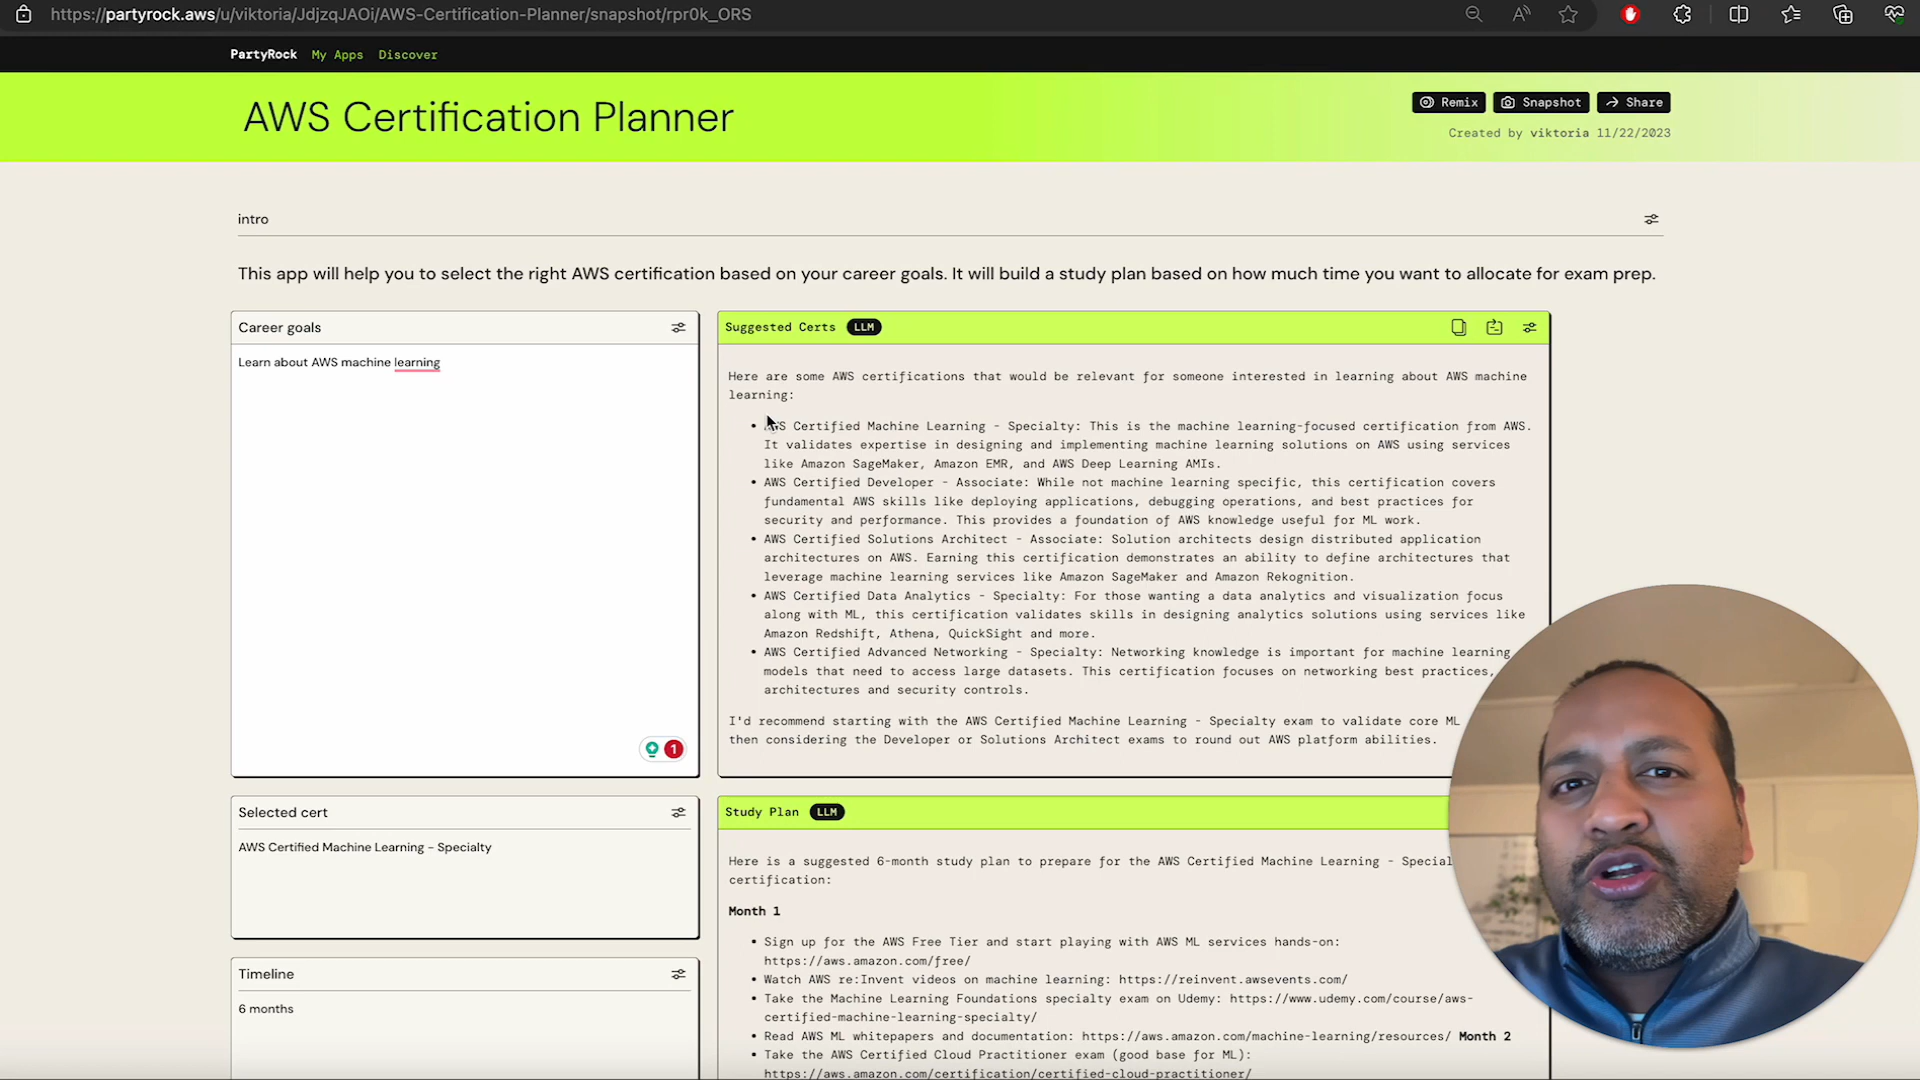 https://partyrock.aws/u/viktoria/JdjzqJAOi/AWS-Certification-Planner/snapshot/rpr0k_ORS
PartyRock My Apps Discover
AWS Certification Planner
Remix Snapshot Share
Created by viktoria 11/22/2023
intro
This app will help you to select the right AWS certification based on your career goals. It will build a study plan based on how much time you want to allocate for exam prep.
Career goals
Learn about AWS machine learning
1
Suggested Certs LLM
Here are some AWS certifications that would be relevant for someone interested in learning about AWS machine
learning:
• AWS Certified Machine Learning - Specialty: This is the machine learning-focused certification from AWS.
It validates expertise in designing and implementing machine learning solutions on AWS using services
like Amazon SageMaker, Amazon EMR, and AWS Deep Learning AMIs.
• AWS Certified Developer - Associate: While not machine learning specific, this certification covers
fundamental AWS skills like deploying applications, debugging operations, and best practices for
security and performance. This provides a foundation of AWS knowledge useful for ML work.
• AWS Certified Solutions Architect - Associate: Solution architects design distributed application
architectures on AWS. Earning this certification demonstrates an ability to define architectures that
leverage machine learning services like Amazon SageMaker and Amazon Rekognition.
• AWS Certified Data Analytics - Specialty: For those wanting a data analytics and visualization focus
along with ML, this certification validates skills in designing analytics solutions using services like
Amazon Redshift, Athena, QuickSight and more.
• AWS Certified Advanced Networking - Specialty: Networking knowledge is important for machine learning
models that need to access large datasets. This certification focuses on networking best practices,
architectures and security controls.
I'd recommend starting with the AWS Certified Machine Learning - Specialty exam to validate core ML
then considering the Developer or Solutions Architect exams to round out AWS platform abilities.
Selected cert
AWS Certified Machine Learning - Specialty
Timeline
6 months
Study Plan LLM
Here is a suggested 6-month study plan to prepare for the AWS Certified Machine Learning - Special
certification:
Month 1
• Sign up for the AWS Free Tier and start playing with AWS ML services hands-on:
https://aws.amazon.com/free/
• Watch AWS re:Invent videos on machine learning: https://reinvent.awsevents.com/
• Take the Machine Learning Foundations specialty exam on Udemy: https://www.udemy.com/course/aws-
certified-machine-learning-specialty/
• Read AWS ML whitepapers and documentation: https://aws.amazon.com/machine-learning/resources/ Month 2
• Take the AWS Certified Cloud Practitioner exam (good base for ML):
https://aws.amazon.com/certification/certified-cloud-practitioner/